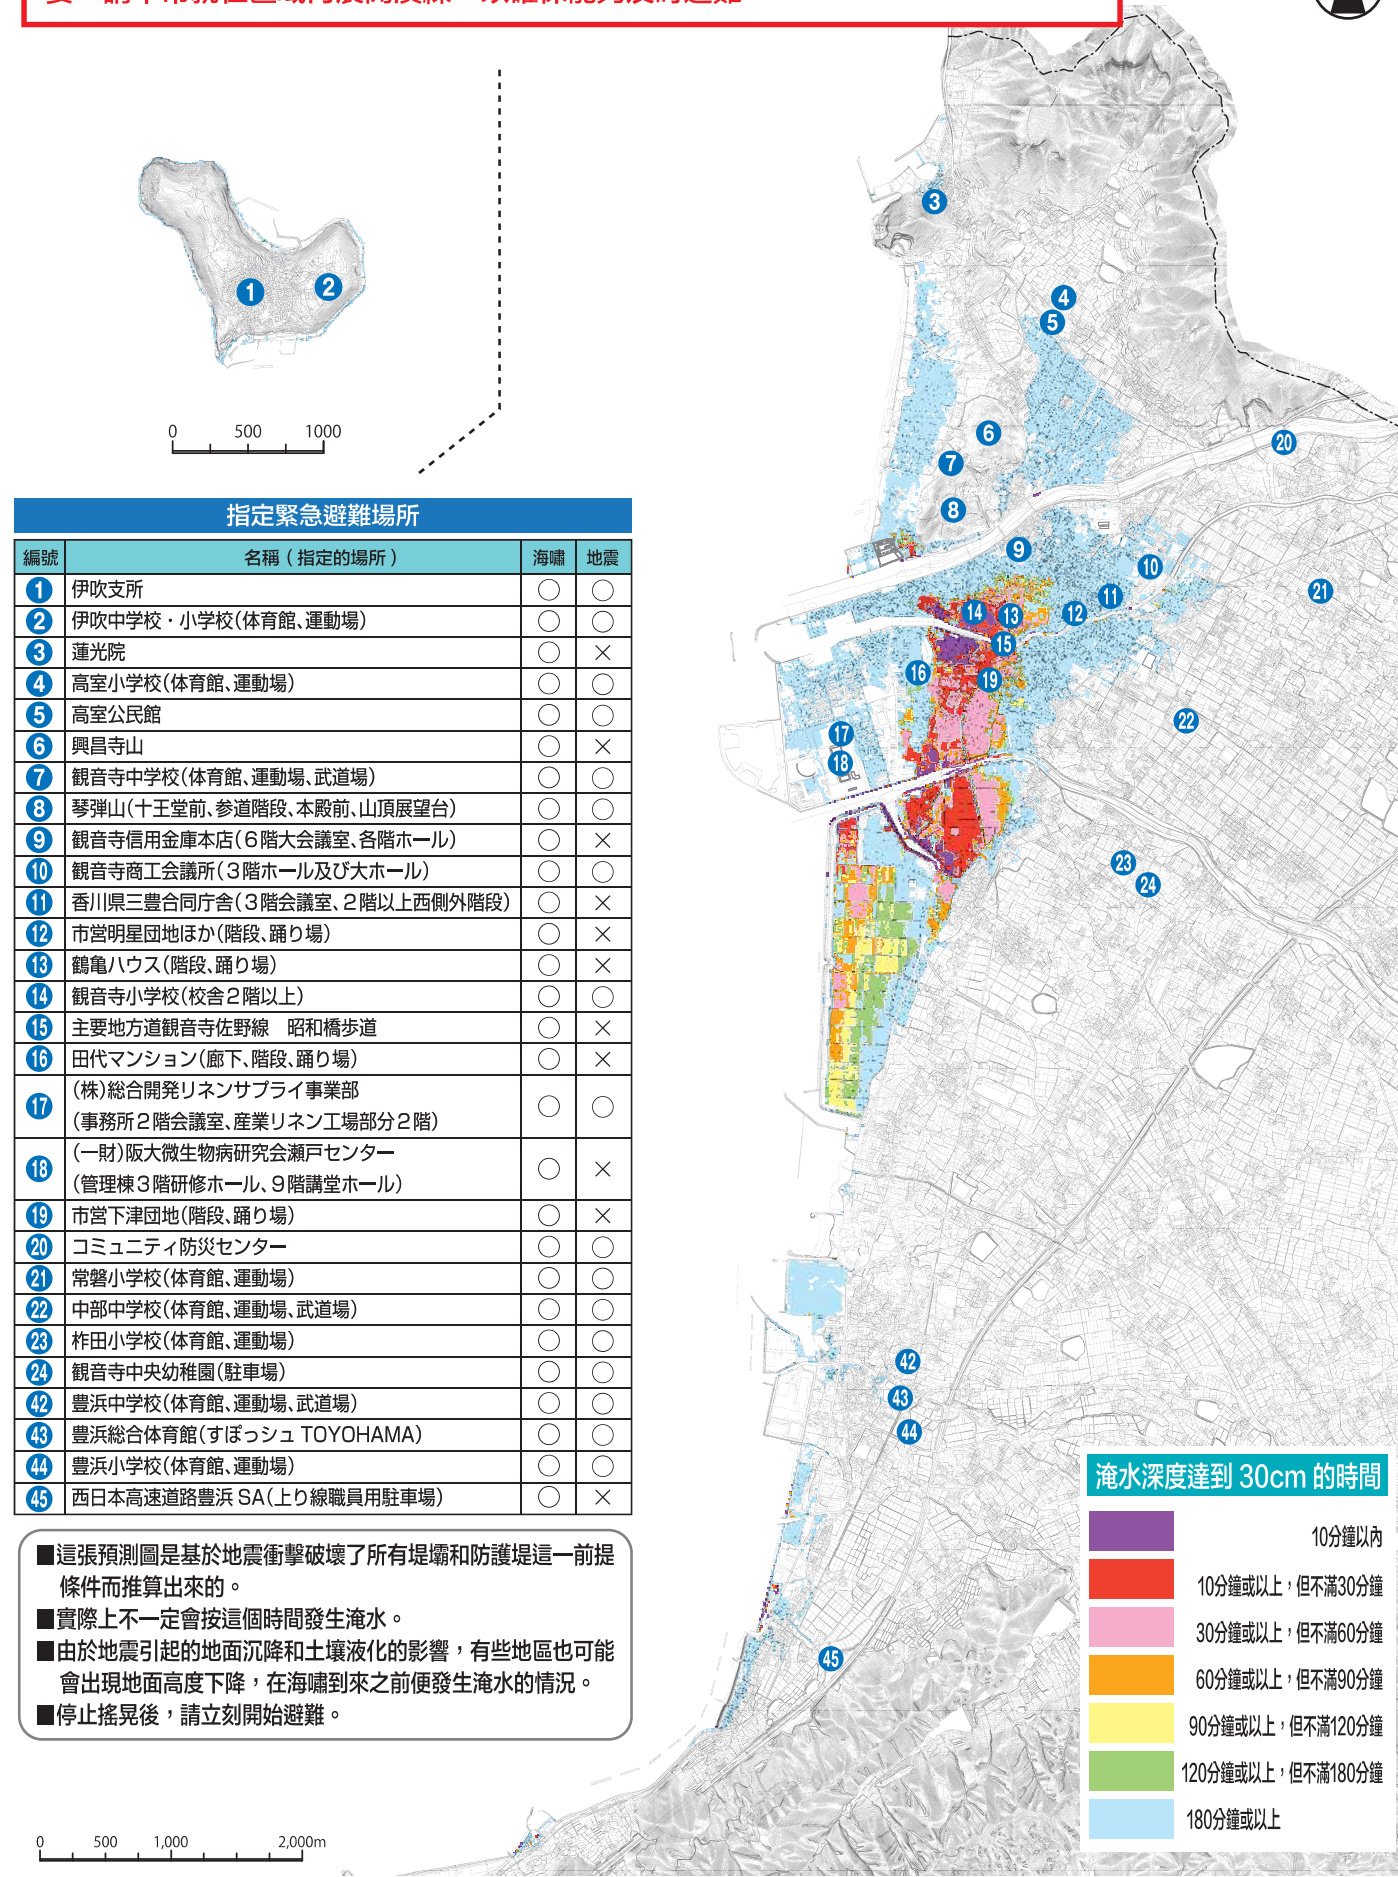 0 500 1000
指定緊急避難場所
編號 名稱(指定的場所) 海嘯 地震
1 伊吹支所 ○ ○
2 伊吹中学校・小学校(体育館、運動場) ○ ○
3 蓮光院 ○ ×
4 高室小学校(体育館、運動場) ○ ○
5 高室公民館 ○ ○
6 興昌寺山 ○ ×
7 観音寺中学校(体育館、運動場、武道場) ○ ○
8 琴弾山(十王堂前、参道階段、本殿前、山頂展望台) ○ ○
9 観音寺信用金庫本店(6階大会議室、各階ホール) ○ ×
10 観音寺商工会議所(3階ホール及び大ホール) ○ ○
11 香川県三豊合同庁舎(3階会議室、2階以上西側外階段) ○ ×
12 市営明星団地ほか(階段、踊り場) ○ ×
13 鶴亀ハウス(階段、踊り場) ○ ×
14 観音寺小学校(校舎2階以上) ○ ○
15 主要地方道観音寺佐野線 昭和橋歩道 ○ ×
16 田代マンション(廊下、階段、踊り場) ○ ×
17 (株)総合開発リネンサプライ事業部
(事務所2階会議室、産業リネン工場部分2階) ○ ○
18 (一財)阪大微生物病研究会瀬戸センター
(管理棟3階研修ホール、9階講堂ホール) ○ ×
19 市営下津団地(階段、踊り場) ○ ×
20 コミュニティ防災センター ○ ○
21 常磐小学校(体育館、運動場) ○ ○
22 中部中学校(体育館、運動場、武道場) ○ ○
23 柞田小学校(体育館、運動場) ○ ○
24 観音寺中央幼稚園(駐車場) ○ ○
42 豊浜中学校(体育館、運動場、武道場) ○ ○
43 豊浜総合体育館(すぽっシュ TOYOHAMA) ○ ○
44 豊浜小学校(体育館、運動場) ○ ○
45 西日本高速道路豊浜 SA(上り線職員用駐車場) ○ ×
■這張預測圖是基於地震衝擊破壞了所有堤壩和防護堤這一前提
條件而推算出來的。
■實際上不一定會按這個時間發生淹水。
■由於地震引起的地面沉降和土壤液化的影響，有些地區也可能
會出現地面高度下降，在海嘯到來之前便發生淹水的情況。
■停止搖晃後，請立刻開始避難。
0 500 1,000 2,000m
1
2
3
4
5
6
7
8
9
10
11
12
13
14
15
16
17
18
19
20
21
22
23
24
42
43
44
45
淹水深度達到 30cm 的時間
10分鐘以內
10分鐘或以上，但不滿30分鐘
30分鐘或以上，但不滿60分鐘
60分鐘或以上，但不滿90分鐘
90分鐘或以上，但不滿120分鐘
120分鐘或以上，但不滿180分鐘
180分鐘或以上